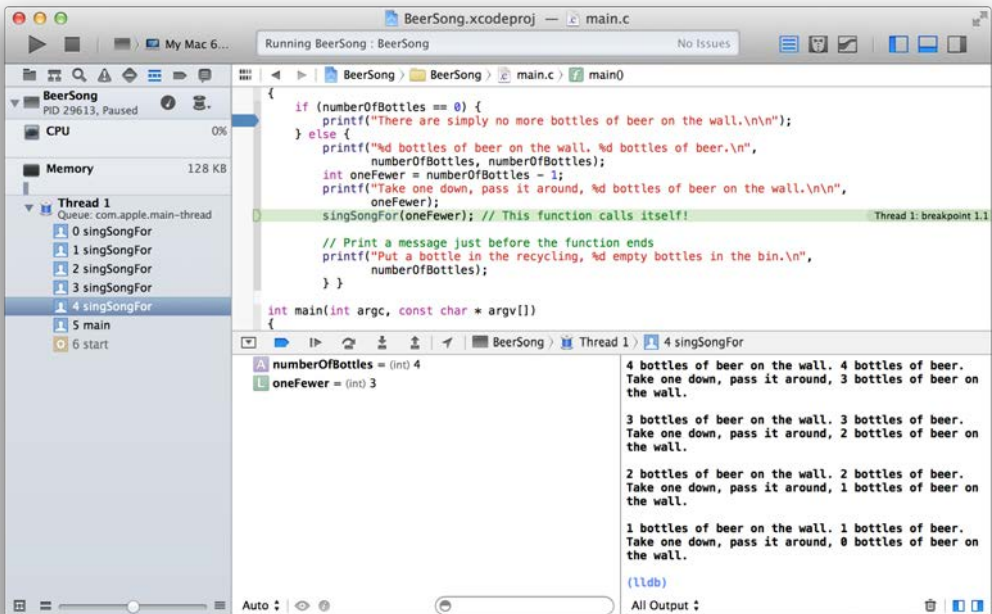 BeerSong.xcodeproj — main.c
My Mac 6...
Running BeerSong : BeerSong
No Issues
BeerSong
PID 29613, Paused
CPU
0%
Memory
128 KB
Thread 1
Queue: com.apple.main-thread
0 singSongFor
1 singSongFor
2 singSongFor
3 singSongFor
4 singSongFor
5 main
6 start
BeerSong BeerSong main.c main()
{
if (numberOfBottles == 0) {
printf("There are simply no more bottles of beer on the wall.\n\n");
} else {
printf("%d bottles of beer on the wall. %d bottles of beer.\n",
numberOfBottles, numberOfBottles);
int oneFewer = numberOfBottles - 1;
printf("Take one down, pass it around, %d bottles of beer on the wall.\n\n",
oneFewer);
singSongFor(oneFewer); // This function calls itself!
Thread 1: breakpoint 1.1
// Print a message just before the function ends
printf("Put a bottle in the recycling, %d empty bottles in the bin.\n",
numberOfBottles);
} }
int main(int argc, const char * argv[])
{
BeerSong Thread 1 4 singSongFor
A numberOfBottles = (int) 4
L oneFewer = (int) 3
4 bottles of beer on the wall. 4 bottles of beer.
Take one down, pass it around, 3 bottles of beer on
the wall.
3 bottles of beer on the wall. 3 bottles of beer.
Take one down, pass it around, 2 bottles of beer on
the wall.
2 bottles of beer on the wall. 2 bottles of beer.
Take one down, pass it around, 1 bottles of beer on
the wall.
1 bottles of beer on the wall. 1 bottles of beer.
Take one down, pass it around, 0 bottles of beer on
the wall.
(lldb)
Auto
All Output